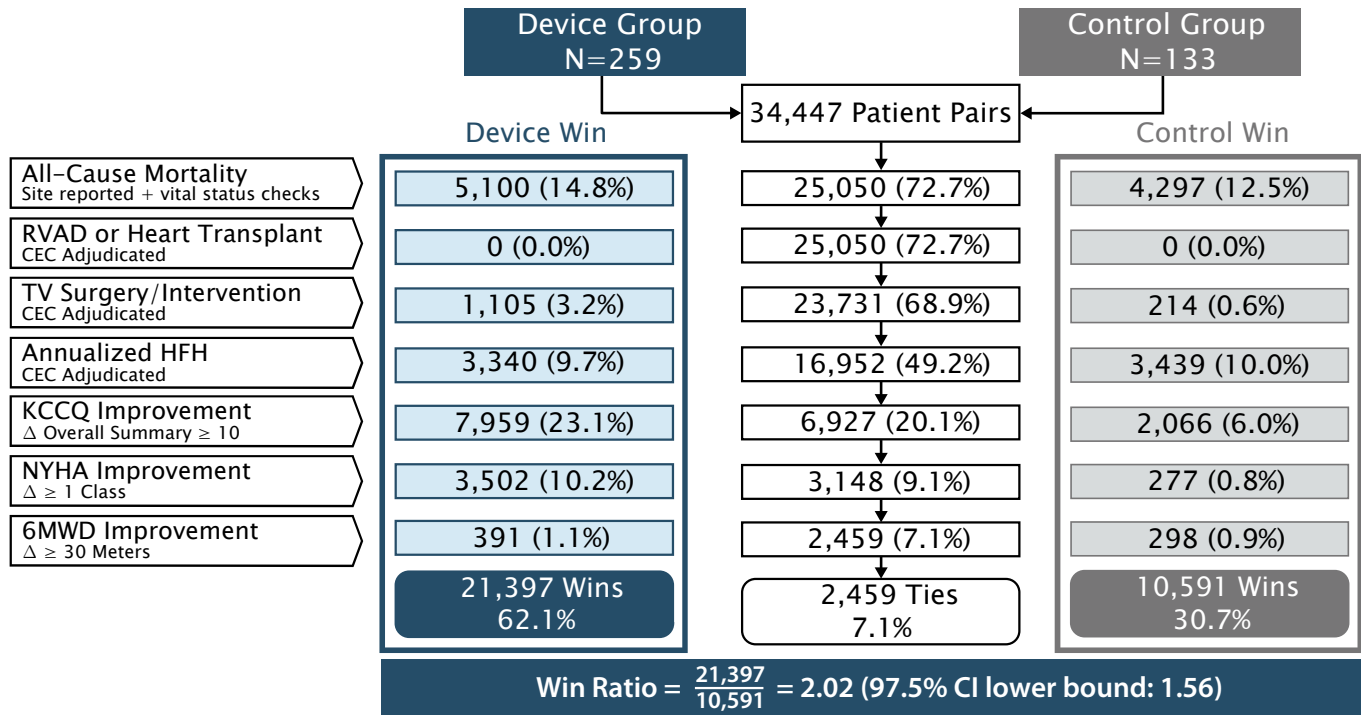 Device Group
N=259
Control Group
N=133
34,447 Patient Pairs
Device Win
Control Win
All-Cause Mortality
Site reported + vital status checks
5,100 (14.8%)
25,050 (72.7%)
4,297 (12.5%)
RVAD or Heart Transplant
CEC Adjudicated
0 (0.0%)
25,050 (72.7%)
0 (0.0%)
TV Surgery/Intervention
CEC Adjudicated
1,105 (3.2%)
23,731 (68.9%)
214 (0.6%)
Annualized HFH
CEC Adjudicated
3,340 (9.7%)
16,952 (49.2%)
3,439 (10.0%)
KCCQ Improvement
Δ Overall Summary ≥ 10
7,959 (23.1%)
6,927 (20.1%)
2,066 (6.0%)
NYHA Improvement
Δ ≥ 1 Class
3,502 (10.2%)
3,148 (9.1%)
277 (0.8%)
6MWD Improvement
Δ ≥ 30 Meters
391 (1.1%)
2,459 (7.1%)
298 (0.9%)
21,397 Wins
62.1%
2,459 Ties
7.1%
10,591 Wins
30.7%
Win Ratio = 21,397/10,591 = 2.02 (97.5% CI lower bound: 1.56)